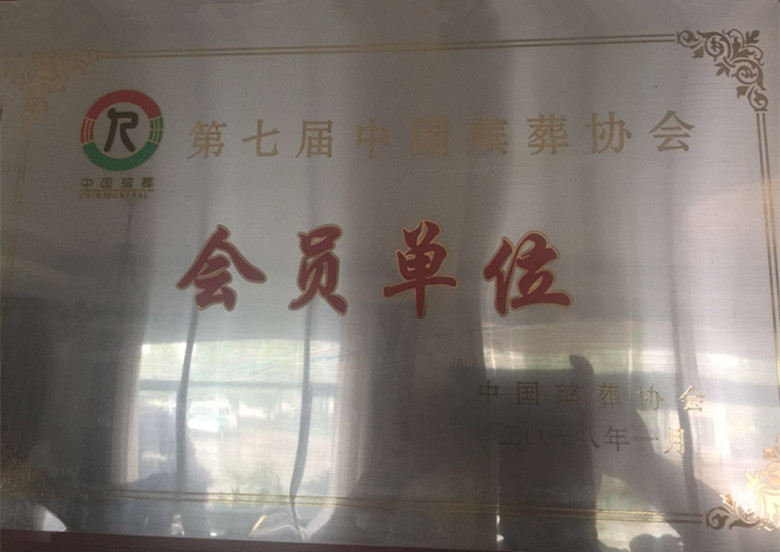 第七届中国殡葬协会
中国殡葬
CHINAFUNERAL
会员单位
中国殡葬协会
二〇一八年一月